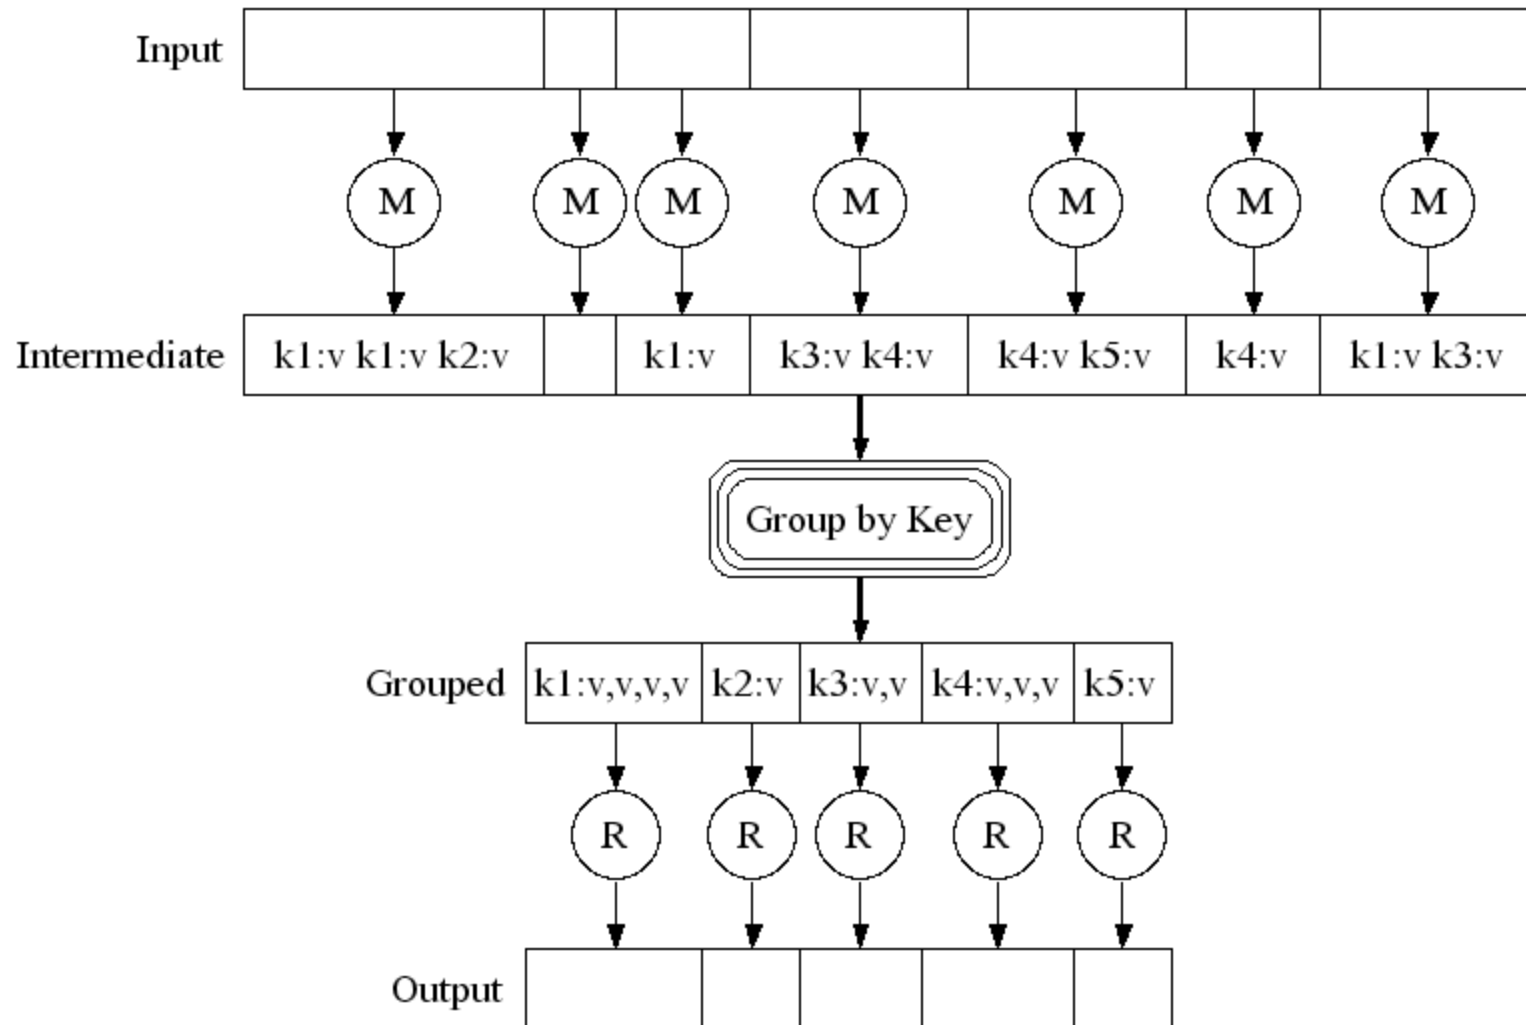 Input
M M M M M M M
Intermediate k1:v k1:v k2:v k1:v k3:v k4:v k4:v k5:v k4:v k1:v k3:v
Group by Key
Grouped k1:v,v,v,v k2:v k3:v,v k4:v,v,v k5:v
R R R R R
Output